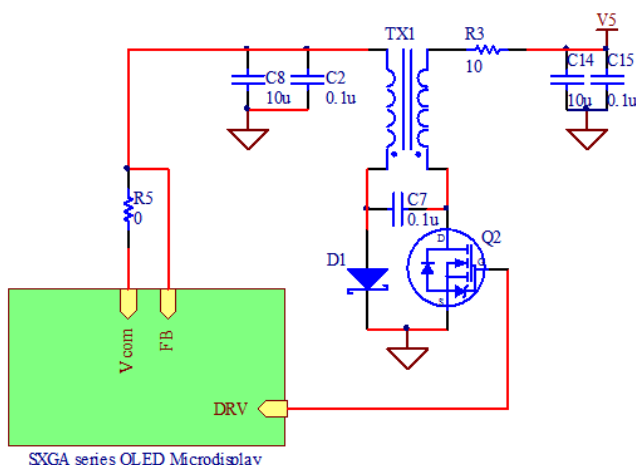 V5
TX1
R3
10
C8
10u
C2
0.1u
C14
10u
C15
0.1u
R5
0
C7
0.1u
D1
D
G
S
Q2
Vcom
FB
DRV
SXGA series OLED Microdisplay